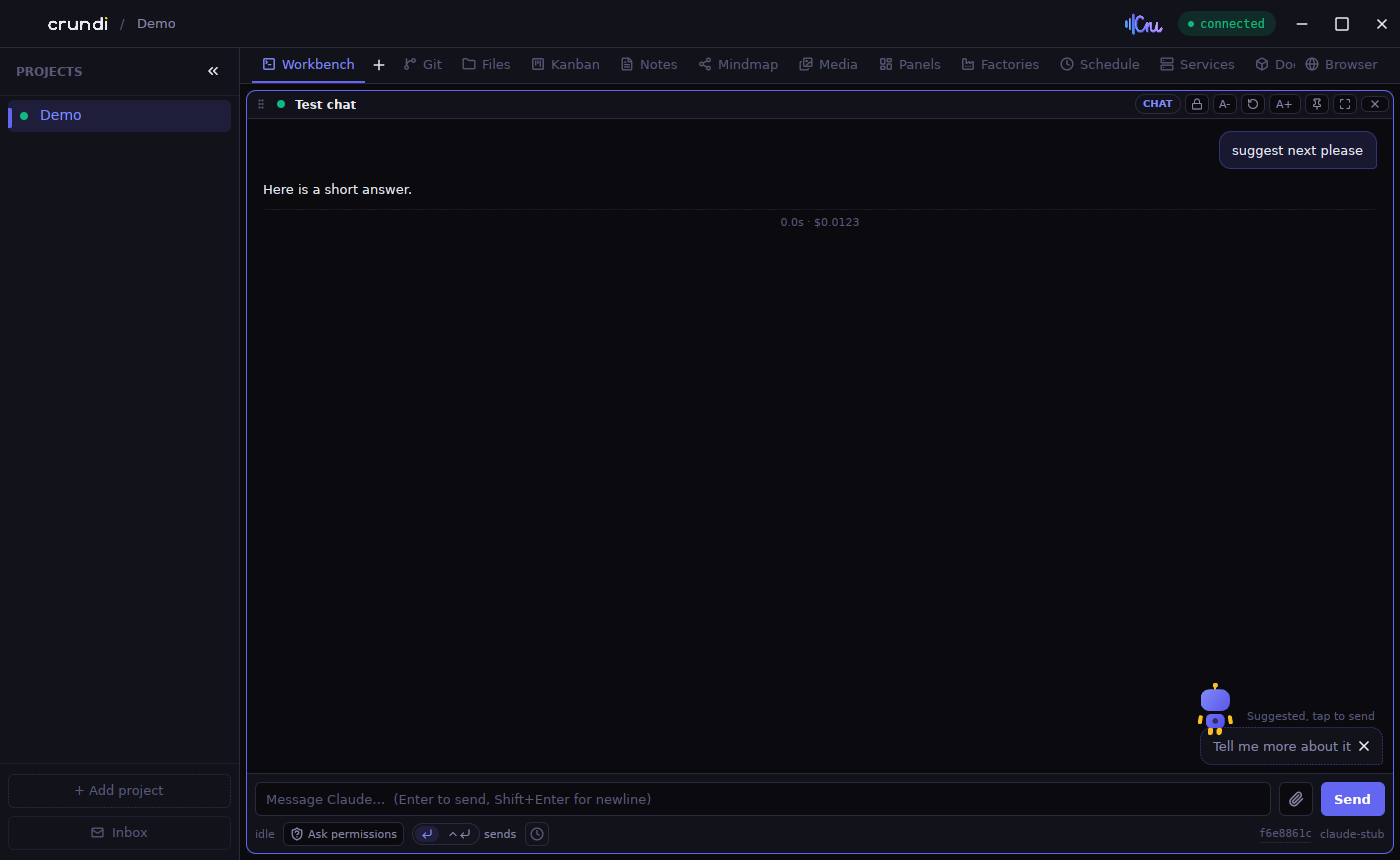 crundi / Demo
Cru
connected
PROJECTS
Workbench
Git
Files
Kanban
Notes
Mindmap
Media
Panels
Factories
Schedule
Services
Doc
Browser
Demo
Test chat
CHAT
A-
A+
suggest next please
Here is a short answer.
0.0s · $0.0123
Suggested, tap to send
Tell me more about it
+ Add project
Message Claude... (Enter to send, Shift+Enter for newline)
Send
Inbox
idle
Ask permissions
sends
f6e8861c
claude-stub